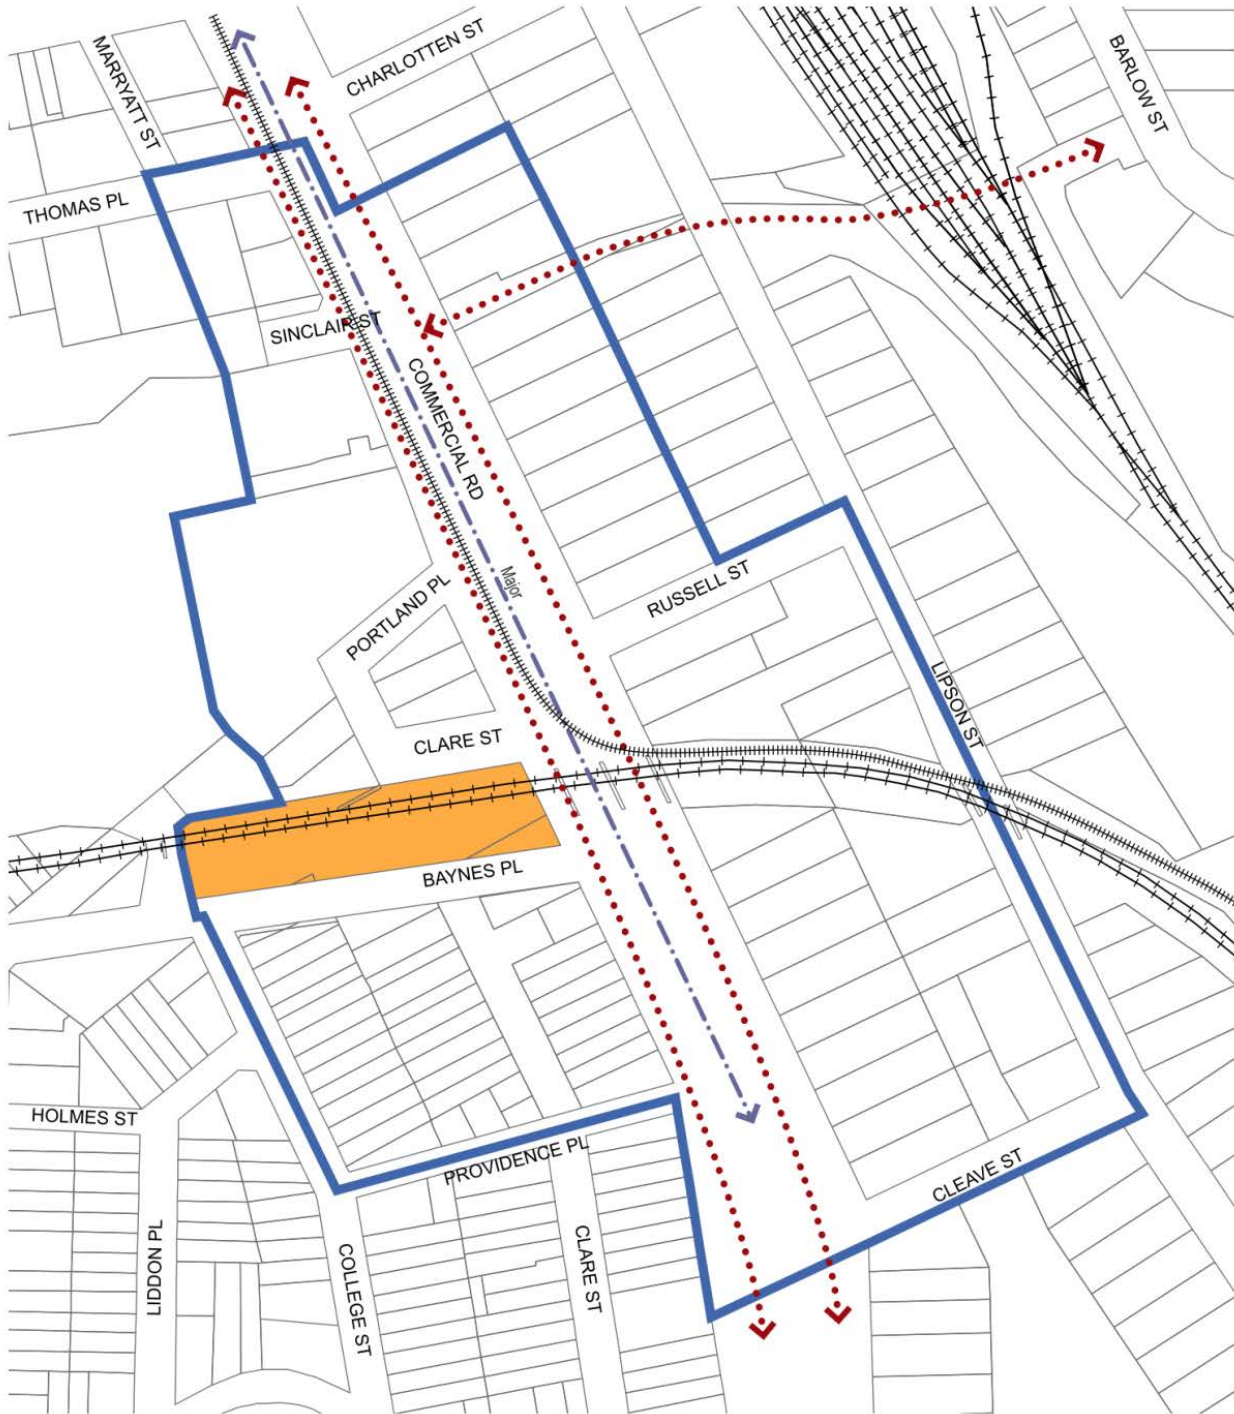 MARRYATT ST
CHARLOTTEN ST
BARLOW ST
THOMAS PL
SINCLAIR ST
COMMERCIAL RD
Major
PORTLAND PL
RUSSELL ST
LIPSON ST
CLARE ST
BAYNES PL
HOLMES ST
PROVIDENCE PL
CLEAVE ST
LIDDON PL
COLLEGE ST
CLARE ST